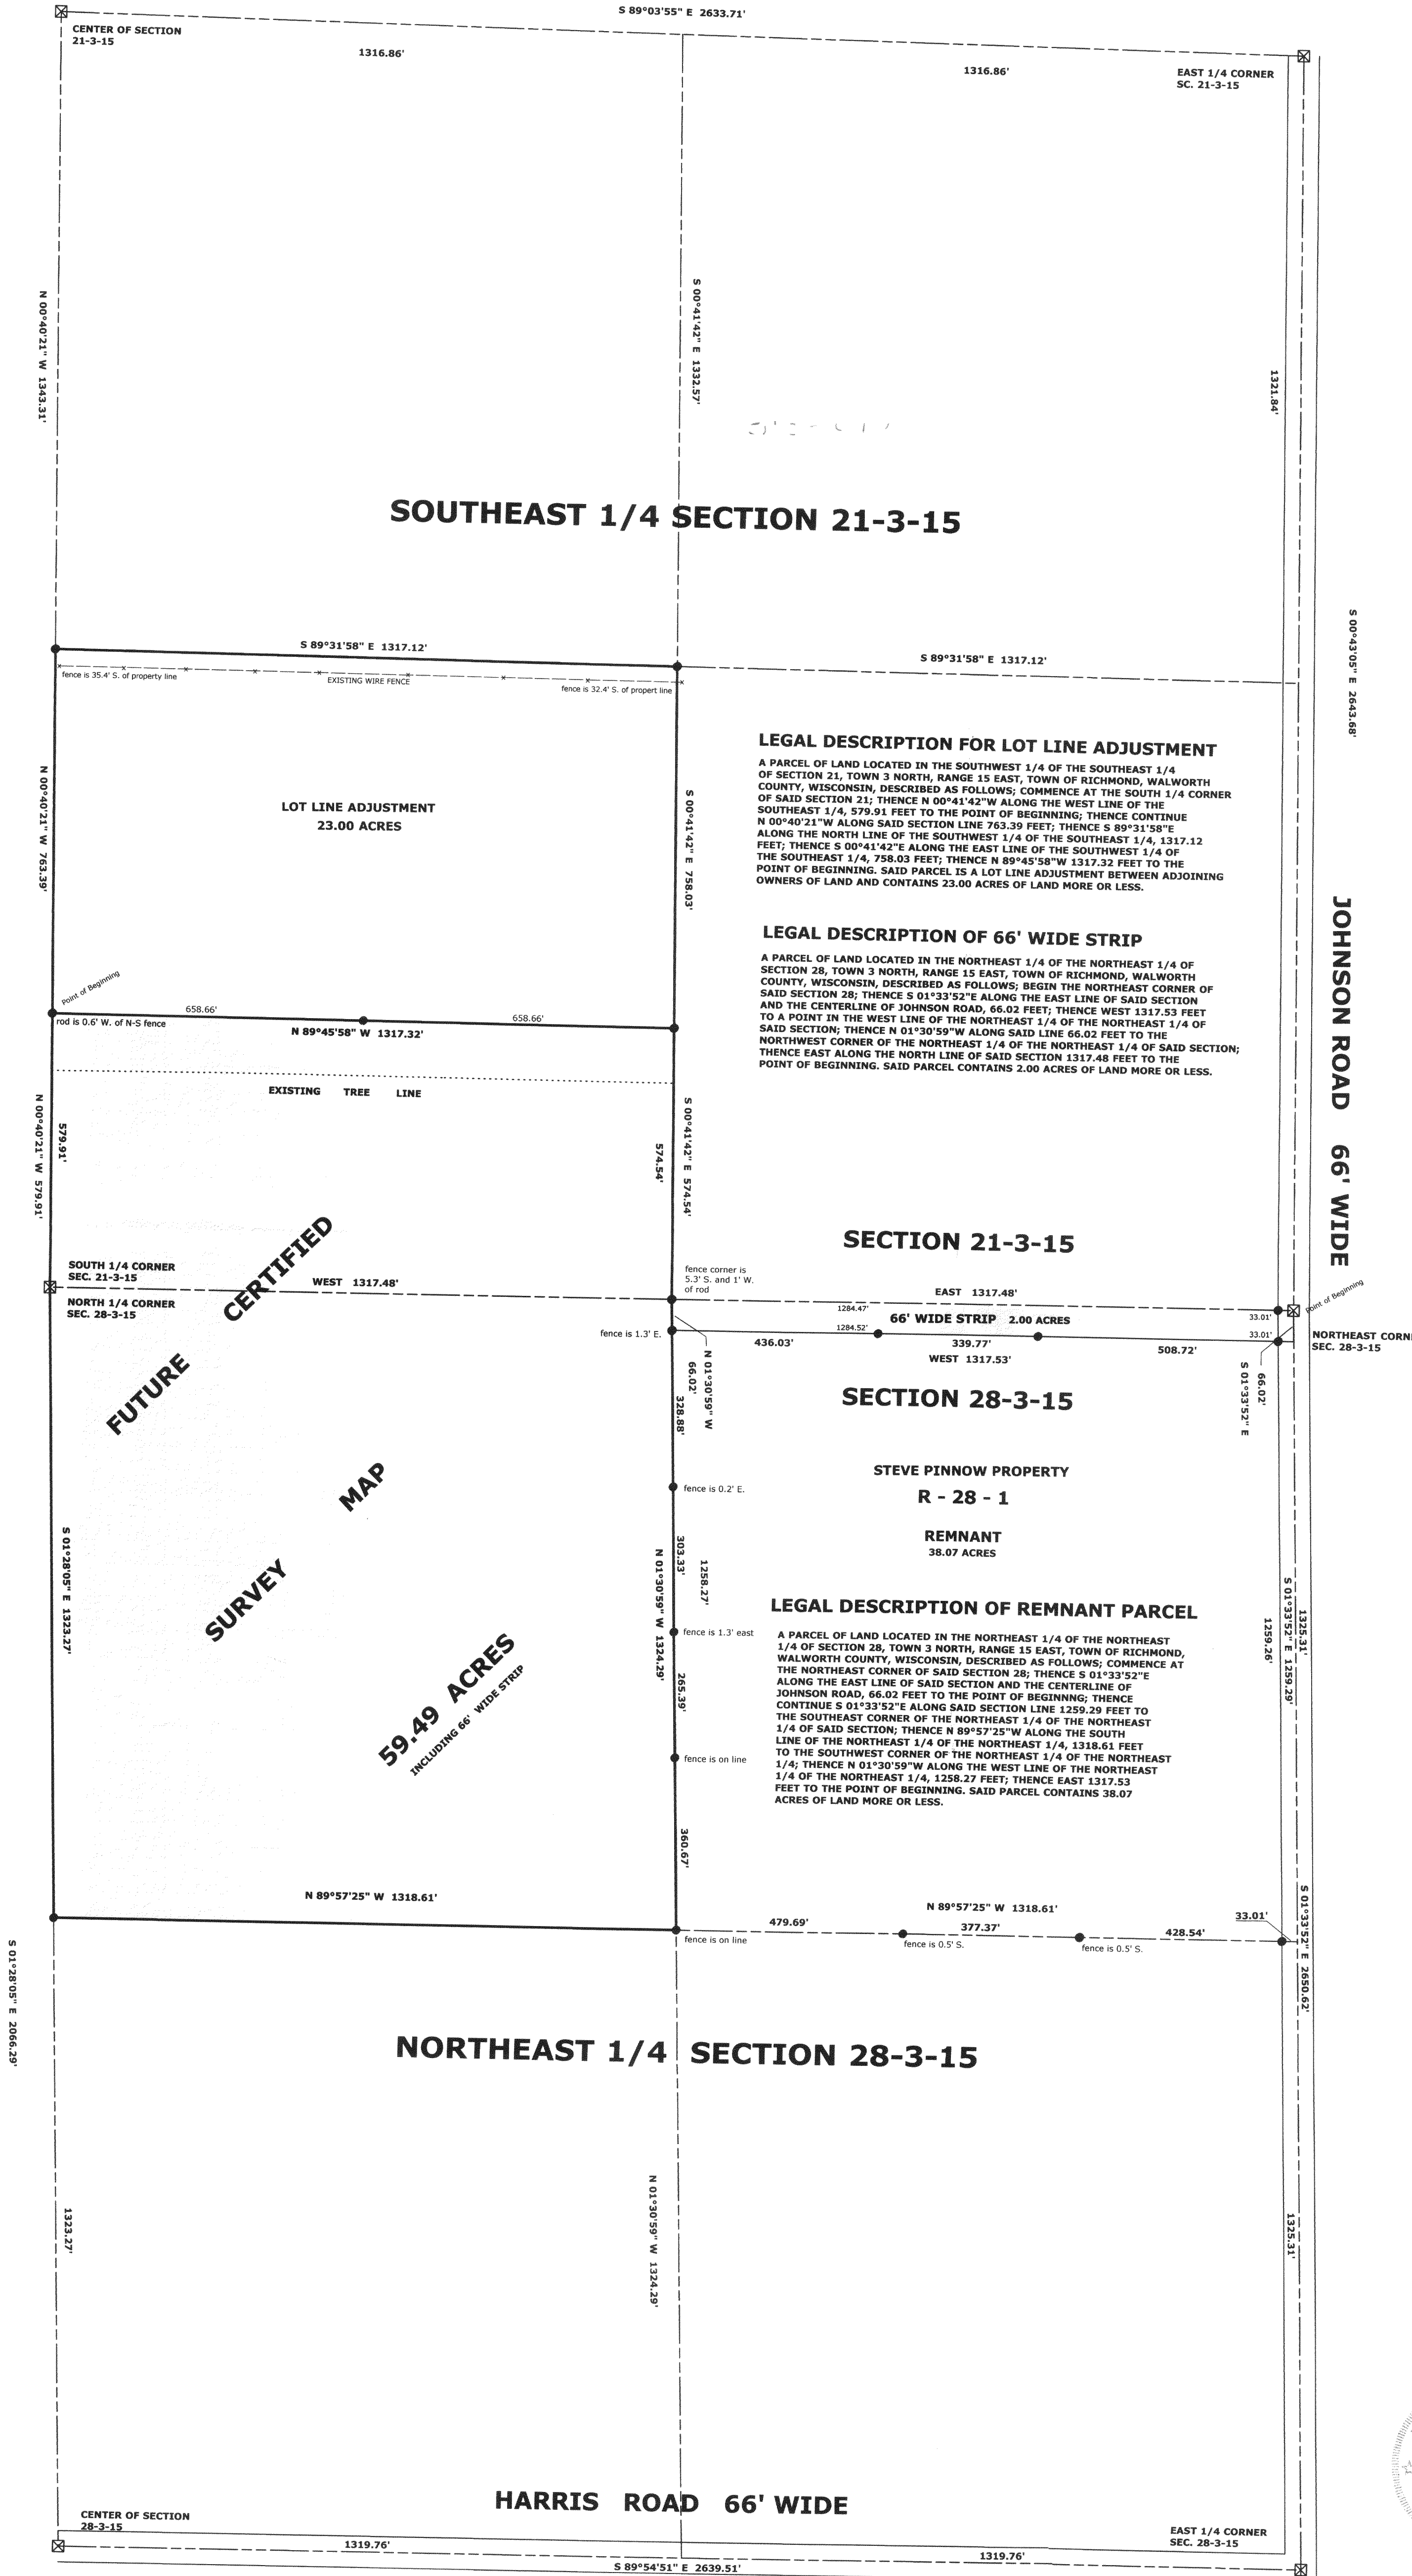 S 89°03'55" E 2633.71'
CENTER OF SECTION
21-3-15
1316.86'
1316.86'
EAST 1/4 CORNER
SC. 21-3-15
N 00°40'21" W 1343.31'
S 00°41'42" E 1332.57'
1321.84'
SOUTHEAST 1/4 SECTION 21-3-15
S 00°43'05" E 2643.68'
S 89°31'58" E 1317.12'
S 89°31'58" E 1317.12'
fence is 35.4' S. of property line
EXISTING WIRE FENCE
fence is 32.4' S. of propert line
N 00°40'21" W 763.39'
LOT LINE ADJUSTMENT
23.00 ACRES
S 00°41'42" E 758.03'
LEGAL DESCRIPTION FOR LOT LINE ADJUSTMENT
A PARCEL OF LAND LOCATED IN THE SOUTHWEST 1/4 OF THE SOUTHEAST 1/4
OF SECTION 21, TOWN 3 NORTH, RANGE 15 EAST, TOWN OF RICHMOND, WALWORTH
COUNTY, WISCONSIN, DESCRIBED AS FOLLOWS; COMMENCE AT THE SOUTH 1/4 CORNER
OF SAID SECTION 21; THENCE N 00°41'42"W ALONG THE WEST LINE OF THE
SOUTHEAST 1/4, 579.91 FEET TO THE POINT OF BEGINNING; THENCE CONTINUE
N 00°40'21"W ALONG SAID SECTION LINE 763.39 FEET; THENCE S 89°31'58"E
ALONG THE NORTH LINE OF THE SOUTHWEST 1/4 OF THE SOUTHEAST 1/4, 1317.12
FEET; THENCE S 00°41'42"E ALONG THE EAST LINE OF THE SOUTHWEST 1/4 OF
THE SOUTHEAST 1/4, 758.03 FEET; THENCE N 89°45'58"W 1317.32 FEET TO THE
POINT OF BEGINNING. SAID PARCEL IS A LOT LINE ADJUSTMENT BETWEEN ADJOINING
OWNERS OF LAND AND CONTAINS 23.00 ACRES OF LAND MORE OR LESS.
JOHNSON ROAD 66' WIDE
LEGAL DESCRIPTION OF 66' WIDE STRIP
A PARCEL OF LAND LOCATED IN THE NORTHEAST 1/4 OF THE NORTHEAST 1/4 OF
SECTION 28, TOWN 3 NORTH, RANGE 15 EAST, TOWN OF RICHMOND, WALWORTH
COUNTY, WISCONSIN, DESCRIBED AS FOLLOWS; BEGIN THE NORTHEAST CORNER OF
SAID SECTION 28; THENCE S 01°33'52"E ALONG THE EAST LINE OF SAID SECTION
AND THE CENTERLINE OF JOHNSON ROAD, 66.02 FEET; THENCE WEST 1317.53 FEET
TO A POINT IN THE WEST LINE OF THE NORTHEAST 1/4 OF THE NORTHEAST 1/4 OF
SAID SECTION; THENCE N 01°30'59"W ALONG SAID LINE 66.02 FEET TO THE
NORTHWEST CORNER OF THE NORTHEAST 1/4 OF THE NORTHEAST 1/4 OF SAID SECTION;
THENCE EAST ALONG THE NORTH LINE OF SAID SECTION 1317.48 FEET TO THE
POINT OF BEGINNING. SAID PARCEL CONTAINS 2.00 ACRES OF LAND MORE OR LESS.
Point of Beginning
658.66'
658.66'
rod is 0.6' W. of N-S fence
N 89°45'58" W 1317.32'
EXISTING TREE LINE
N 00°40'21" W 579.91'
579.91'
574.54'
S 00°41'42" E 574.54'
SECTION 21-3-15
SOUTH 1/4 CORNER
SEC. 21-3-15
WEST 1317.48'
NORTH 1/4 CORNER
SEC. 28-3-15
fence corner is
5.3' S. and 1' W.
of rod
EAST 1317.48'
1284.47'
66' WIDE STRIP 2.00 ACRES
33.01'
Point of Beginning
fence is 1.3' E.
1284.52'
33.01'
436.03'
339.77'
508.72'
WEST 1317.53'
NORTHEAST CORNE
SEC. 28-3-15
N 01°30'59" W
66.02'
66.02'
S 01°33'52" E
FUTURE
CERTIFIED
SURVEY
MAP
59.49 ACRES
INCLUDING 66' WIDE STRIP
328.88'
SECTION 28-3-15
STEVE PINNOW PROPERTY
R - 28 - 1
REMNANT
38.07 ACRES
fence is 0.2' E.
S 01°28'05" E 1323.27'
303.33'
1258.27'
N 01°30'59" W 1324.29'
fence is 1.3' east
265.39'
fence is on line
360.67'
LEGAL DESCRIPTION OF REMNANT PARCEL
A PARCEL OF LAND LOCATED IN THE NORTHEAST 1/4 OF THE NORTHEAST
1/4 OF SECTION 28, TOWN 3 NORTH, RANGE 15 EAST, TOWN OF RICHMOND,
WALWORTH COUNTY, WISCONSIN, DESCRIBED AS FOLLOWS; COMMENCE AT
THE NORTHEAST CORNER OF SAID SECTION 28; THENCE S 01°33'52"E
ALONG THE EAST LINE OF SAID SECTION AND THE CENTERLINE OF
JOHNSON ROAD, 66.02 FEET TO THE POINT OF BEGINNNG; THENCE
CONTINUE S 01°33'52"E ALONG SAID SECTION LINE 1259.29 FEET TO
THE SOUTHEAST CORNER OF THE NORTHEAST 1/4 OF THE NORTHEAST
1/4 OF SAID SECTION; THENCE N 89°57'25"W ALONG THE SOUTH
LINE OF THE NORTHEAST 1/4 OF THE NORTHEAST 1/4, 1318.61 FEET
TO THE SOUTHWEST CORNER OF THE NORTHEAST 1/4 OF THE NORTHEAST
1/4; THENCE N 01°30'59"W ALONG THE WEST LINE OF THE NORTHEAST
1/4 OF THE NORTHEAST 1/4, 1258.27 FEET; THENCE EAST 1317.53
FEET TO THE POINT OF BEGINNING. SAID PARCEL CONTAINS 38.07
ACRES OF LAND MORE OR LESS.
1259.26'
S 01°33'52" E 1259.29'
1325.31'
N 89°57'25" W 1318.61'
N 89°57'25" W 1318.61'
479.69'
377.37'
428.54'
33.01'
fence is on line
fence is 0.5' S.
fence is 0.5' S.
S 01°33'52" E 2650.62'
S 01°28'05" E 2066.29'
NORTHEAST 1/4 SECTION 28-3-15
1323.27'
N 01°30'59" W 1324.29'
1325.31'
HARRIS ROAD 66' WIDE
CENTER OF SECTION
28-3-15
1319.76'
1319.76'
EAST 1/4 CORNER
SEC. 28-3-15
S 89°54'51" E 2639.51'